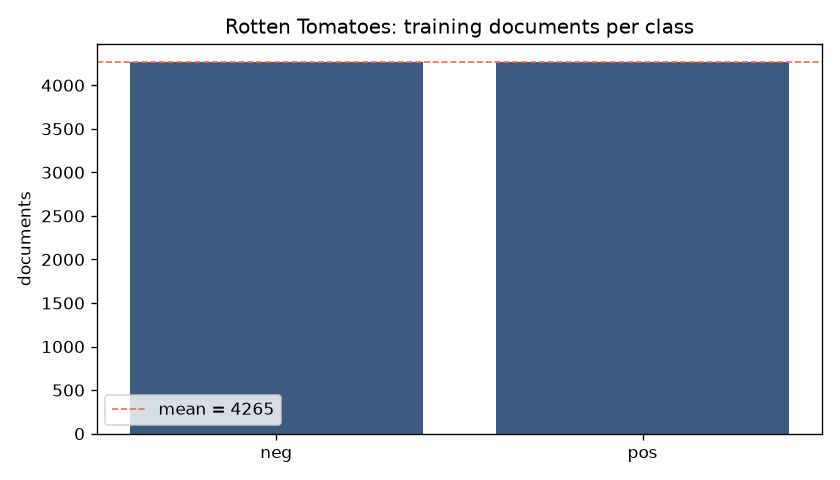 Rotten Tomatoes: training documents per class
documents
4000
3500
3000
2500
2000
1500
1000
500
0
mean = 4265
neg
pos